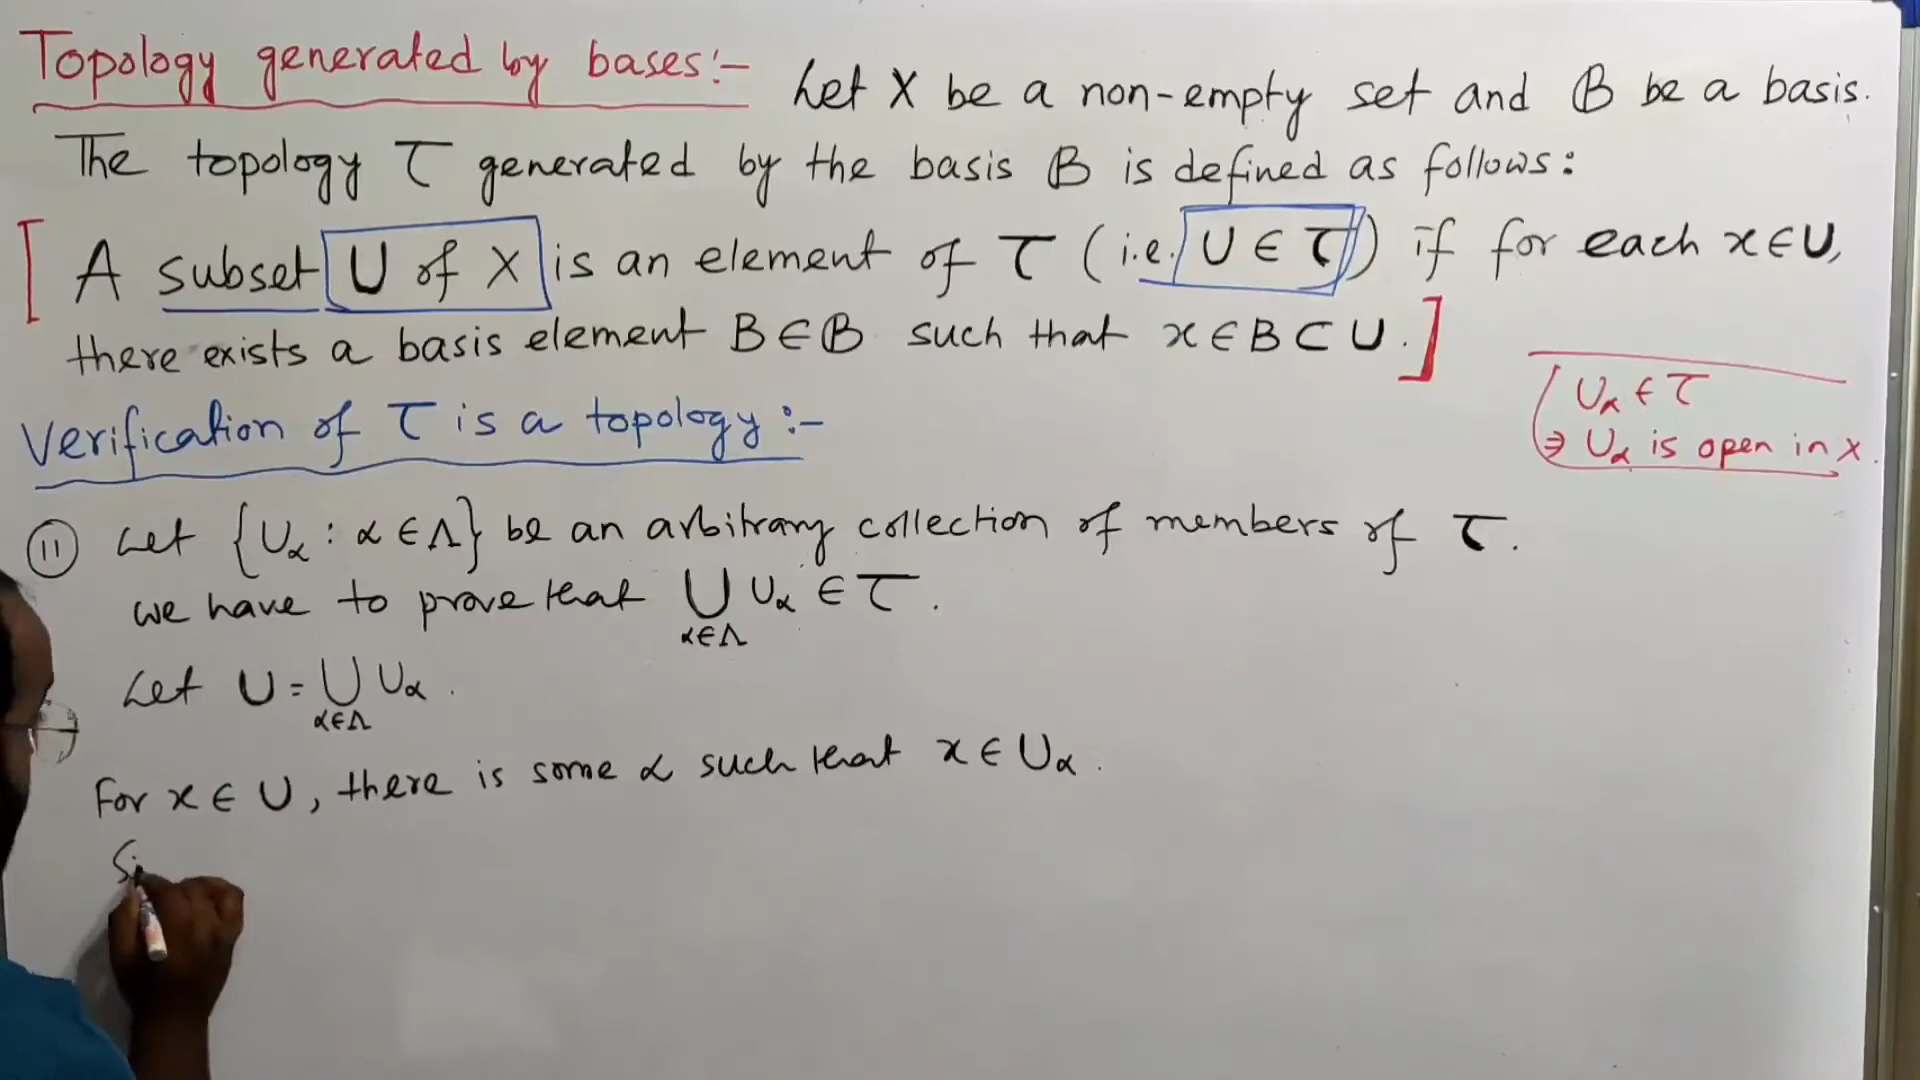 Topology generated by bases:- Let X be a non-empty set and B be a basis.
The topology τ generated by the basis B is defined as follows:
[ A subset U of X is an element of τ (i.e. U ∈ τ) if for each x ∈ U,
there exists a basis element B ∈ B such that x ∈ B ⊂ U. ]
Uα ∈ τ
⇒ Uα is open in X.
Verification of τ is a topology :-
(11) Let {Uα : α ∈ Λ} be an arbitrary collection of members of τ.
we have to prove that ⋃ Uα ∈ τ.
α∈Λ
Let U = ⋃ Uα.
α∈Λ
For x ∈ U, there is some α such that x ∈ Uα.
Si